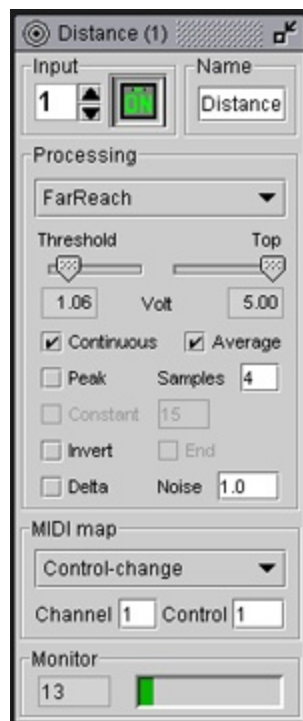 Distance (1)
Input
Name
1
ON
Distance
Processing
FarReach
Threshold
Top
1.06
Volt
5.00
Continuous
Average
Peak
Samples
4
Constant
15
Invert
End
Delta
Noise
1.0
MIDI map
Control-change
Channel
1
Control
1
Monitor
13